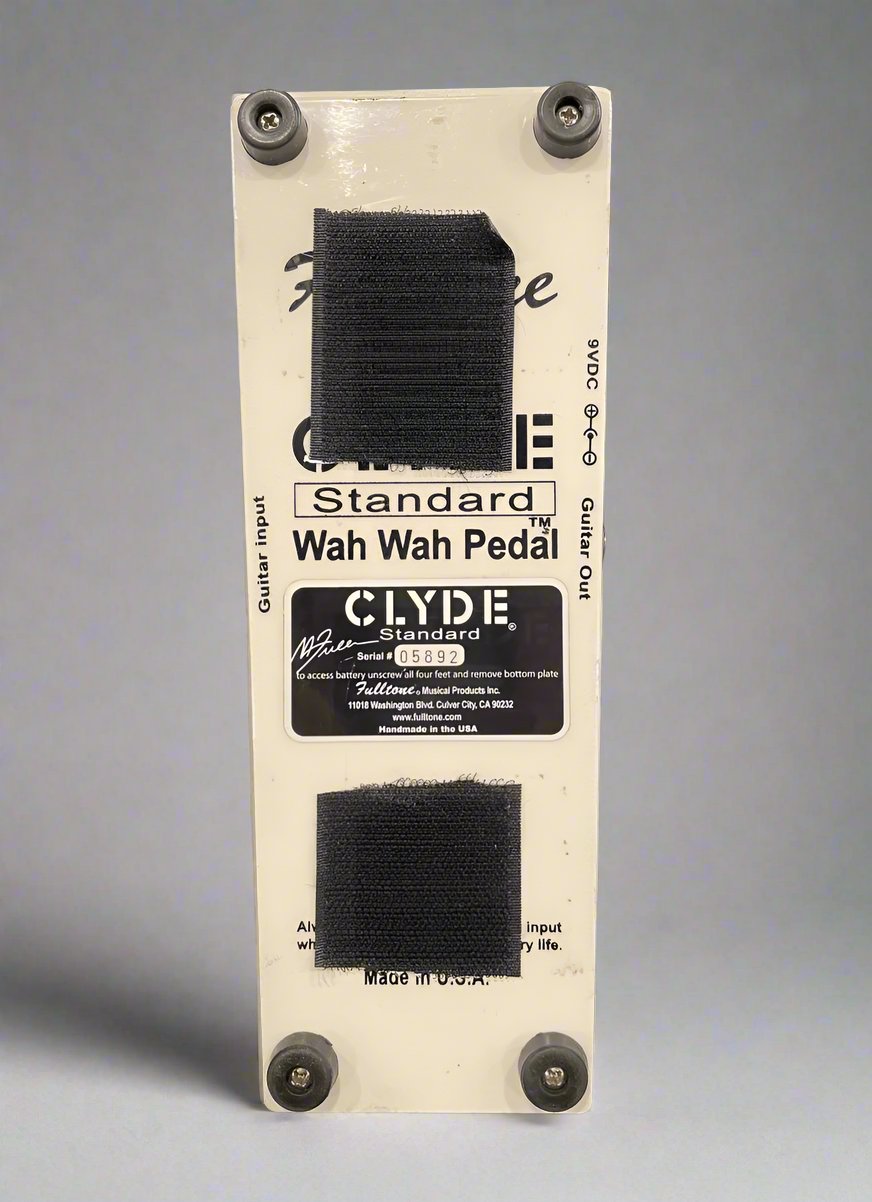 Standard
TM
Wah Wah Pedal
Guitar input
9VDC
Guitar Out
CLYDE ®
Standard
Serial # 05892
to access battery unscrew all four feet and remove bottom plate
Fulltone ® Musical Products Inc.
11018 Washington Blvd. Culver City, CA 90232
www.fulltone.com
Handmade in the USA
input
life.
Made in U.S.A.